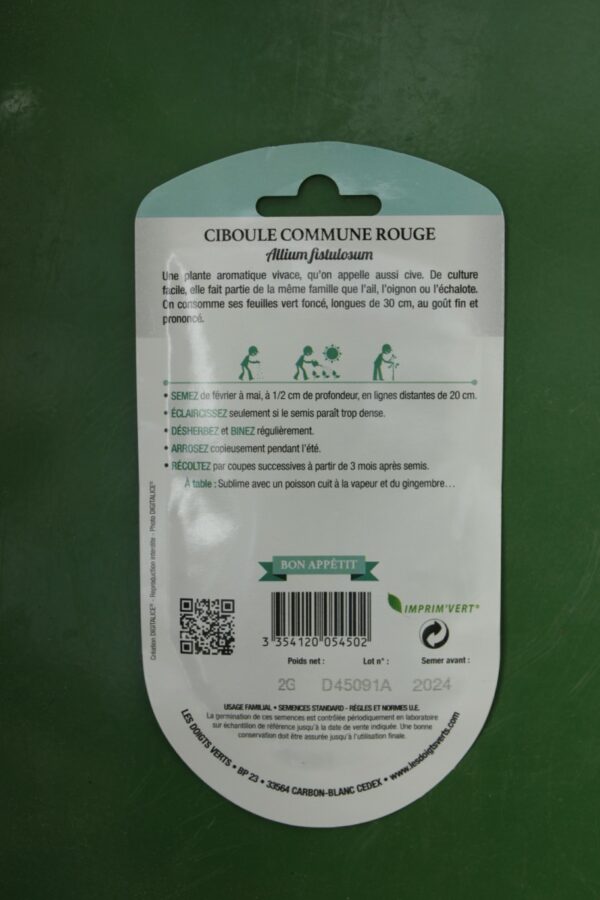 CIBOULE COMMUNE ROUGE
Allium fistulosum
Une plante aromatique vivace, qu'on appelle aussi cive. De culture
facile, elle fait partie de la même famille que l'ail, l'oignon ou l'échalote.
On consomme ses feuilles vert foncé, longues de 30 cm, au goût fin et
prononcé.
• SEMEZ de février à mai, à 1/2 cm de profondeur, en lignes distantes de 20 cm.
• ÉCLAIRCISSEZ seulement si le semis paraît trop dense.
• DÉSHERBEZ et BINEZ régulièrement.
• ARROSEZ copieusement pendant l'été.
• RÉCOLTEZ par coupes successives à partir de 3 mois après semis.
À table : Sublime avec un poisson cuit à la vapeur et du gingembre…
Création DIGITALICE® - Reproduction interdite - Photo DIGITALICE®
BON APPÉTIT
IMPRIM'VERT®
3 354120 054502
Poids net : Lot n° : Semer avant :
2G D45091A 2024
USAGE FAMILIAL • SEMENCES STANDARD - RÈGLES ET NORMES U.E.
La germination de ces semences est contrôlée périodiquement en laboratoire
sur échantillon de référence jusqu'à la date de vente indiquée. Une bonne
conservation doit être assurée jusqu'à l'utilisation finale.
LES DOIGTS VERTS • BP 23 • 33564 CARBON-BLANC CEDEX • www.lesdoigtsverts.com